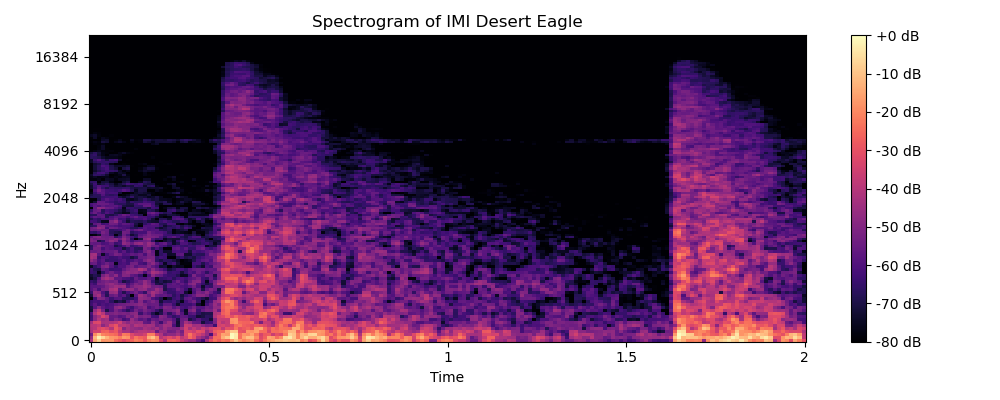 Spectrogram of IMI Desert Eagle
Hz
16384
8192
4096
2048
1024
512
0
0 0.5 1 1.5 2
Time
+0 dB
-10 dB
-20 dB
-30 dB
-40 dB
-50 dB
-60 dB
-70 dB
-80 dB